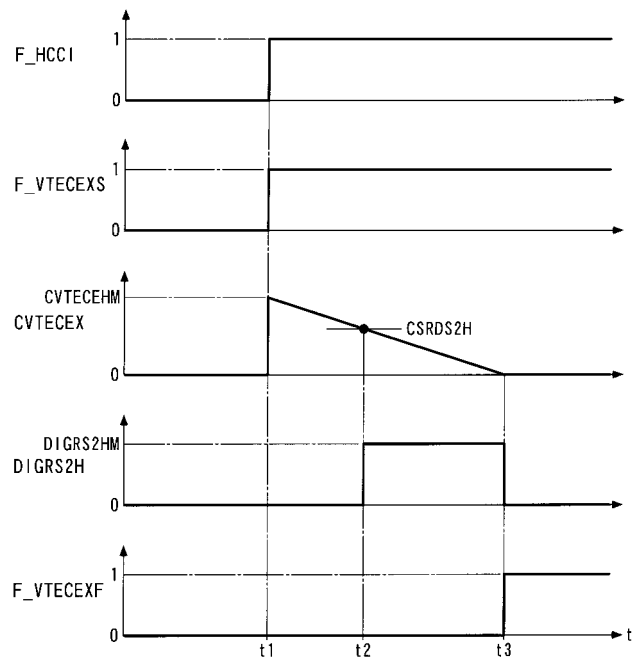 1
F_HCCI
0
1
F_VTECEXS
0
CVTECEHM
CVTECEX
CSRDS2H
0
DIGRS2HM
DIGRS2H
0
1
F_VTECEXF
0
t
t1 t2 t3